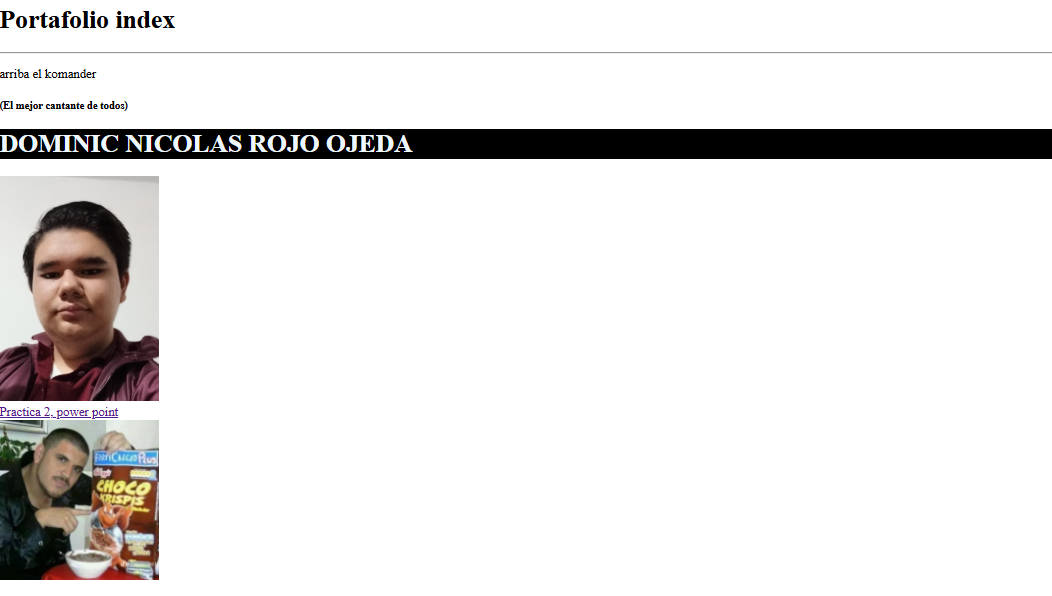 Portafolio index
arriba el komander
(El mejor cantante de todos)
DOMINIC NICOLAS ROJO OJEDA
Practica 2, power point
CHOCO
KRISPIS